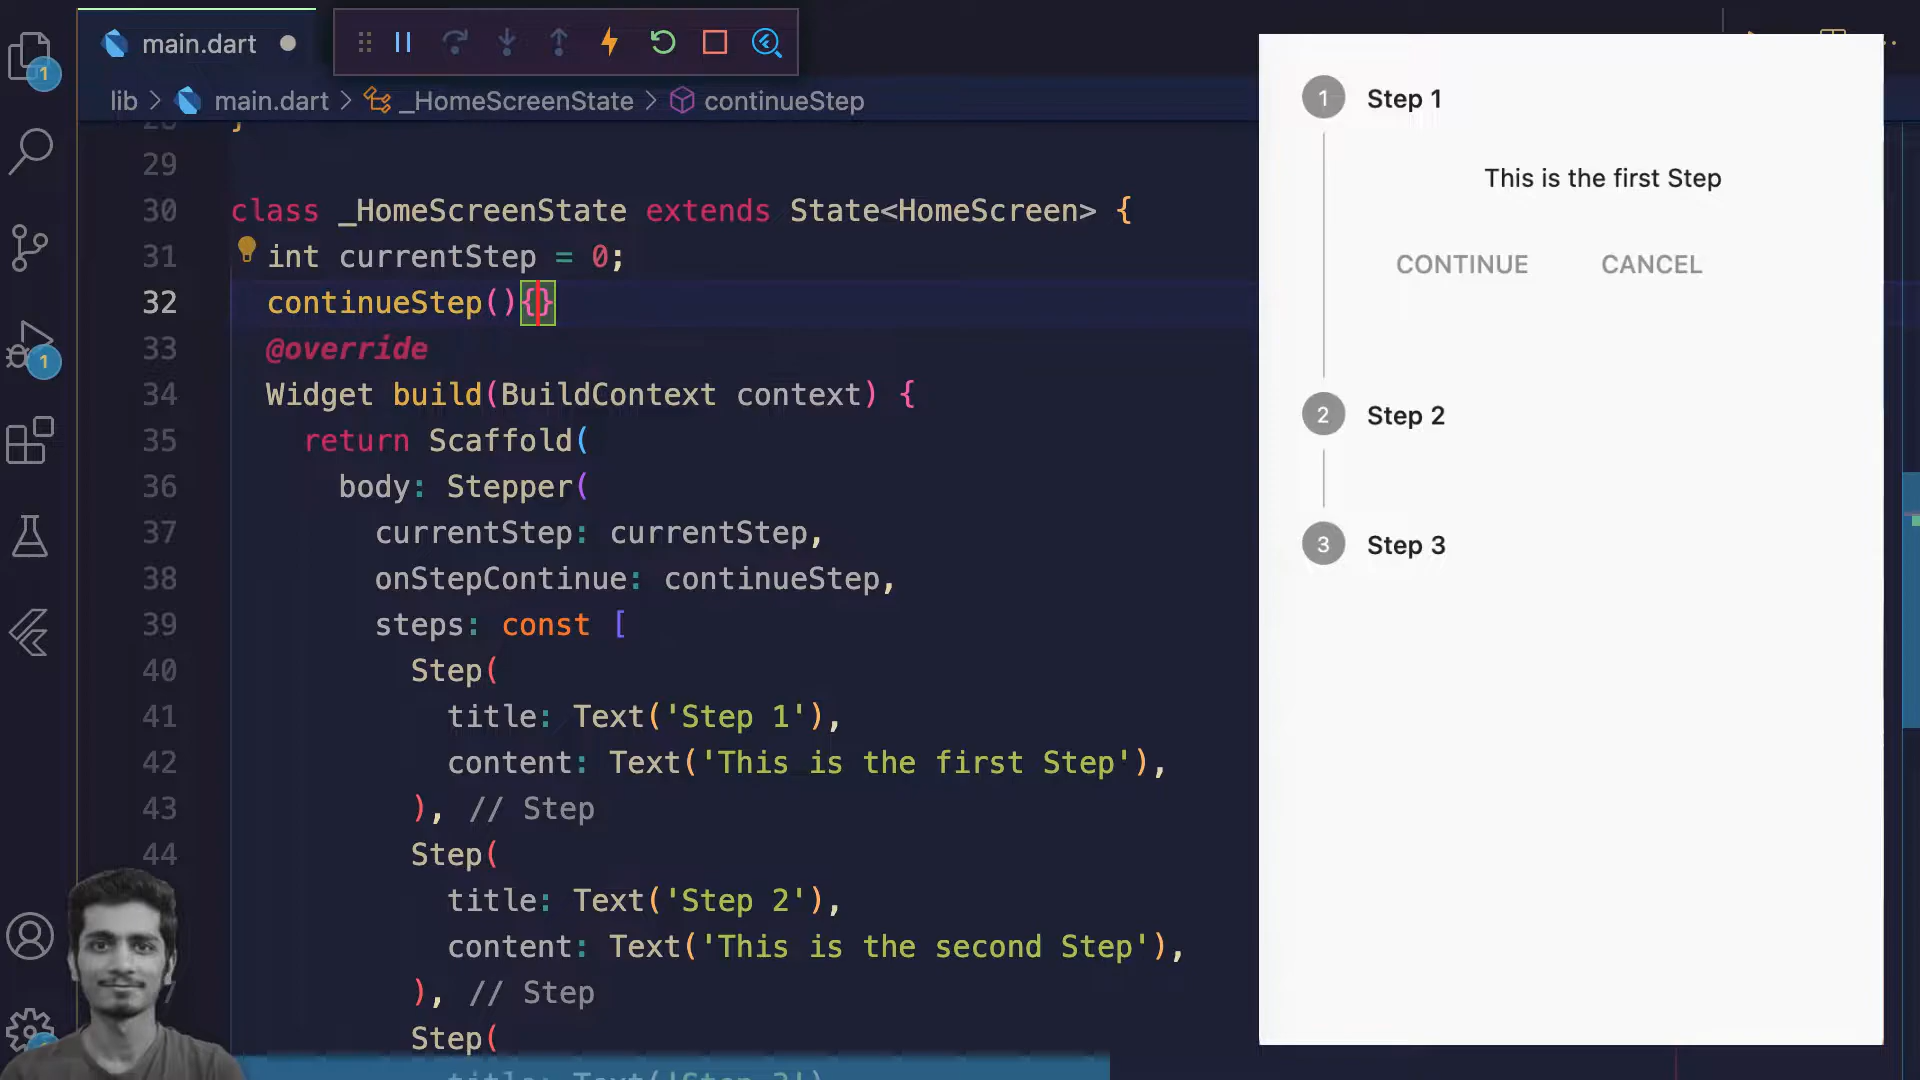 main.dart
lib > main.dart > _HomeScreenState > continueStep
29
30 class _HomeScreenState extends State<HomeScreen> {
31 int currentStep = 0;
32 continueStep(){}
33 @override
34 Widget build(BuildContext context) {
35 return Scaffold(
36 body: Stepper(
37 currentStep: currentStep,
38 onStepContinue: continueStep,
39 steps: const [
40 Step(
41 title: Text('Step 1'),
42 content: Text('This is the first Step'),
43 ), // Step
44 Step(
title: Text('Step 2'),
content: Text('This is the second Step'),
), // Step
Step(
1
1
1 Step 1
This is the first Step
CONTINUE CANCEL
2 Step 2
3 Step 3